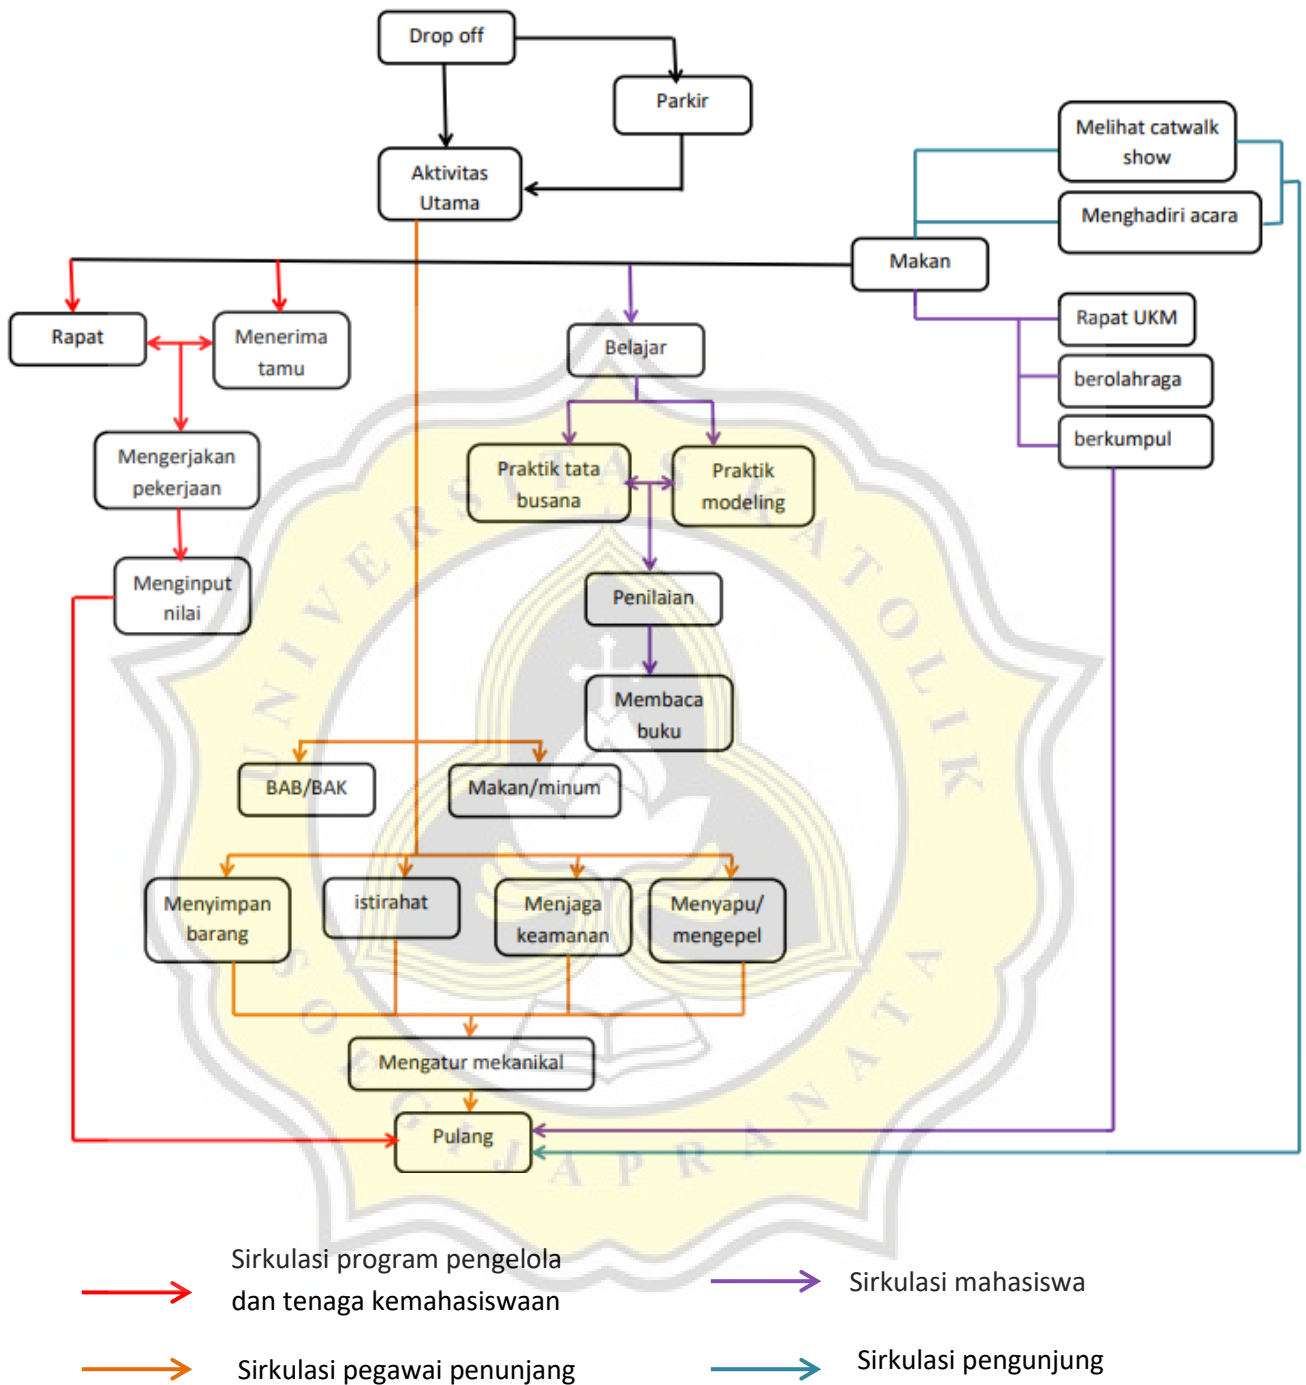 Drop off
Parkir
Melihat catwalk
show
Aktivitas
Utama
Menghadiri acara
Makan
Rapat
Menerima
tamu
Belajar
Rapat UKM
berolahraga
berkumpul
Mengerjakan
pekerjaan
Praktik tata
busana
Praktik
modeling
Menginput
nilai
Penilaian
Membaca
buku
BAB/BAK
Makan/minum
Menyimpan
barang
istirahat
Menjaga
keamanan
Menyapu/
mengepel
Mengatur mekanikal
Pulang
UNIVERSITAS KATOLIK
SOEGIJAPRANATA
Sirkulasi program pengelola
dan tenaga kemahasiswaan
Sirkulasi mahasiswa
Sirkulasi pegawai penunjang
Sirkulasi pengunjung